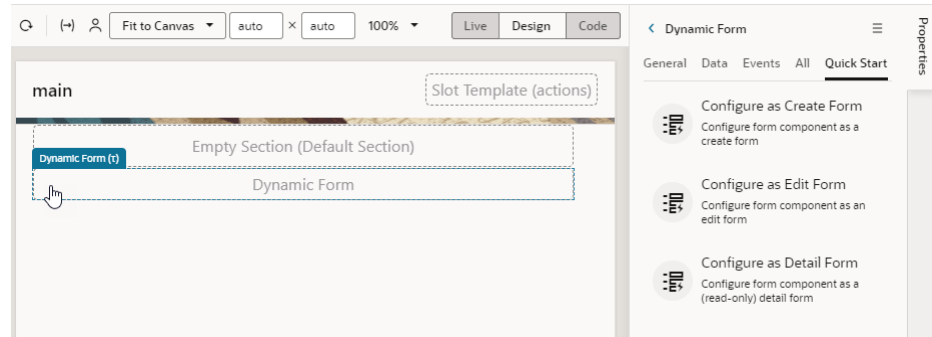 Fit to Canvas auto × auto 100% Live Design Code
main
Slot Template (actions)
Empty Section (Default Section)
Dynamic Form (τ)
Dynamic Form
Dynamic Form
General Data Events All Quick Start
Configure as Create Form
Configure form component as a
create form
Configure as Edit Form
Configure form component as an
edit form
Configure as Detail Form
Configure form component as a
(read-only) detail form
Properties